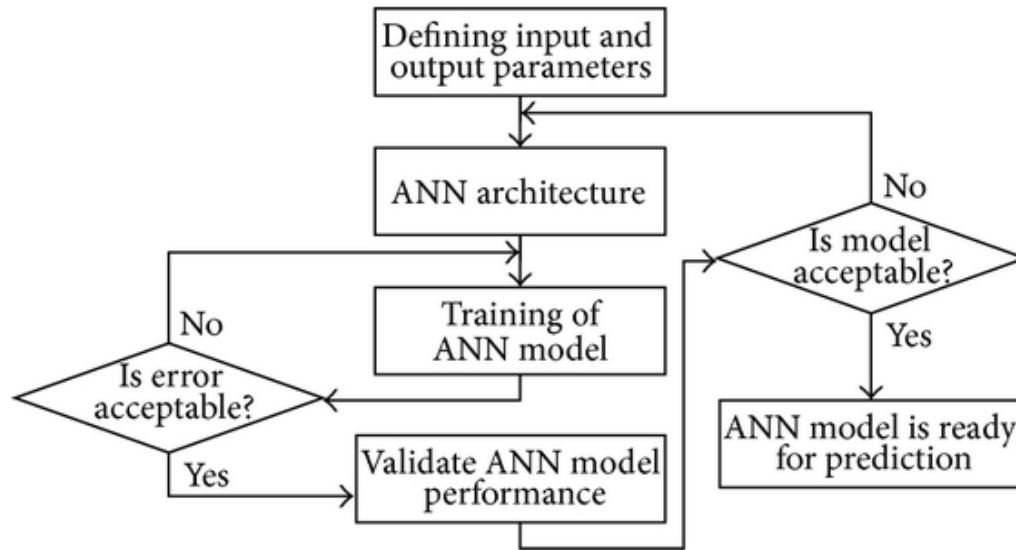 Defining input and
output parameters
ANN architecture
No
Is model
acceptable?
Training of
ANN model
No
Yes
Is error
acceptable?
ANN model is ready
for prediction
Validate ANN model
performance
Yes